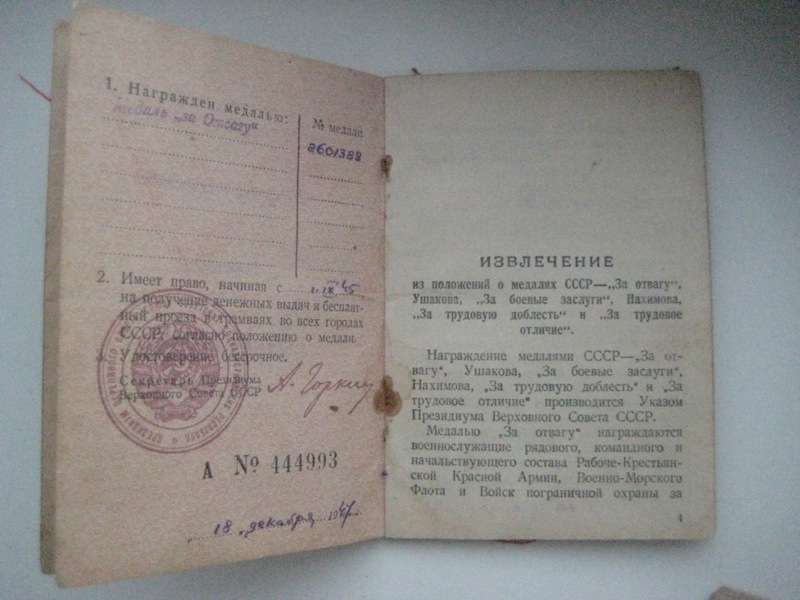 1. Награжден медалью:
медаль „за Отвагу“
№ медали
2601388
2. Имеет право, начиная с 1.IX.45
на получение денежных выдач и бесплат-
ный проезд в трамваях во всех городах
СССР, согласно положению о медали.
3. Удостоверение бессрочное.
Секретарь Президиума
Верховного Совета СССР
А. Горкин
А № 444993
18 „декабря 1947.
ИЗВЛЕЧЕНИЕ
из положений о медалях СССР—„За отвагу“,
Ушакова, „За боевые заслуги“, Нахимова,
„За трудовую доблесть“ и „За трудовое
отличие“.
Награждение медалями СССР—„За от-
вагу“, Ушакова, „За боевые заслуги“,
Нахимова, „За трудовую доблесть“ и „За
трудовое отличие“ производится Указом
Президиума Верховного Совета СССР.
Медалью „За отвагу“ награждаются
военнослужащие рядового, командного и
начальствующего состава Рабоче-Крестьян-
ской Красной Армии, Военно-Морского
Флота и Войск пограничной охраны за
1